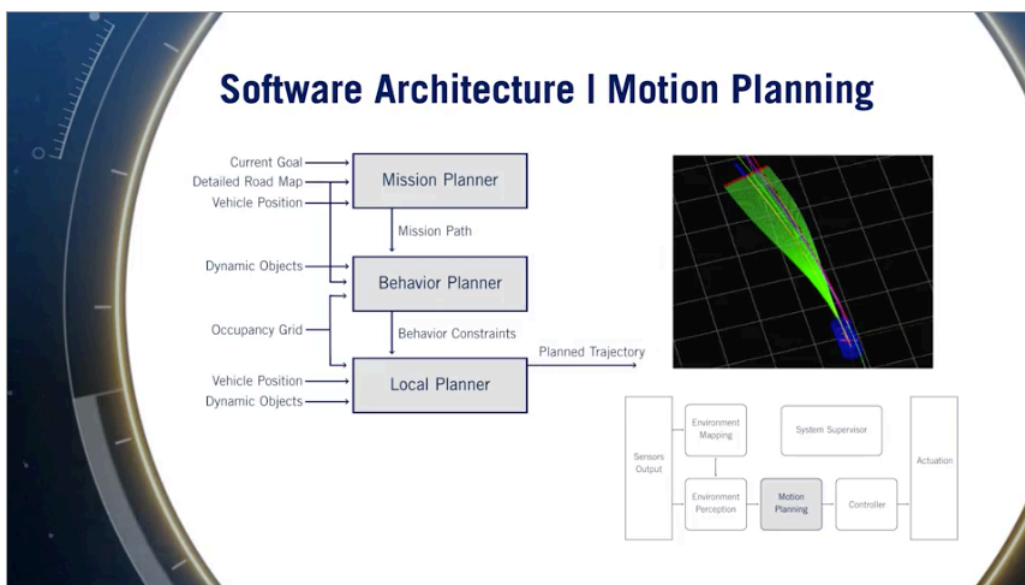 Software Architecture | Motion Planning
Current Goal
Detailed Road Map
Vehicle Position
Mission Planner
Mission Path
Dynamic Objects
Behavior Planner
Occupancy Grid
Behavior Constraints
Planned Trajectory
Local Planner
Vehicle Position
Dynamic Objects
Sensors
Output
Environment
Mapping
System Supervisor
Actuation
Environment
Perception
Motion
Planning
Controller